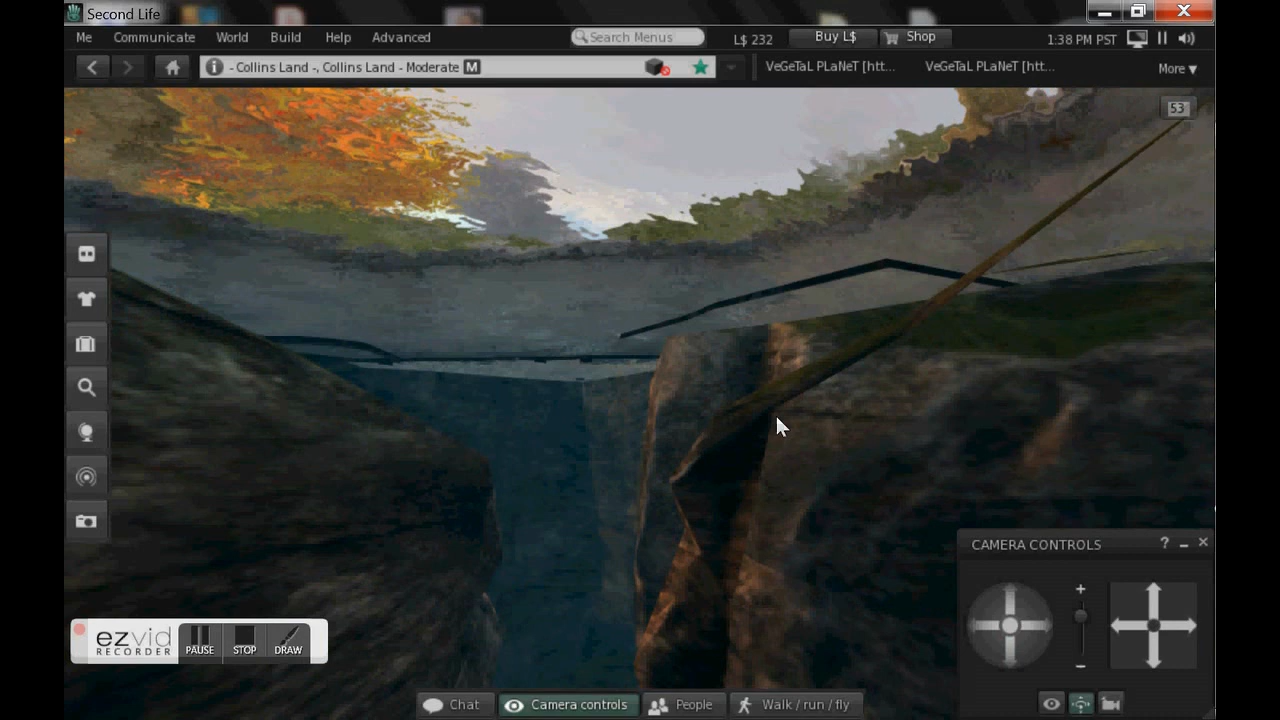 Second Life
Me Communicate World Build Help Advanced Search Menus L$ 232 Buy L$ Shop 1:38 PM PST
- Collins Land -, Collins Land - Moderate M VeGeTaL PLaNeT [htt... VeGeTaL PLaNeT [htt... More
53
CAMERA CONTROLS ?
ezvid
RECORDER
PAUSE STOP DRAW
Chat Camera controls People Walk / run / fly